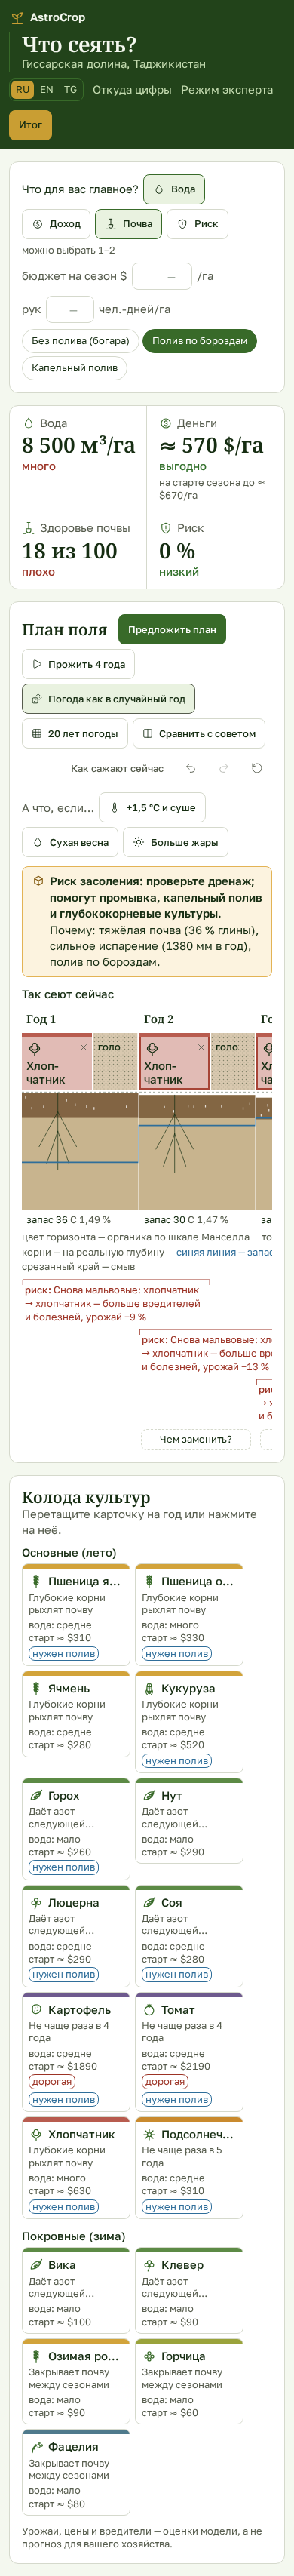 AstroCrop
Что сеять?
Гиссарская долина, Таджикистан
RU EN TG Откуда цифры Режим эксперта
Итог
Что для вас главное? Вода
Доход Почва Риск
можно выбрать 1–2
бюджет на сезон $ — /га
рук — чел.-дней/га
Без полива (богара) Полив по бороздам
Капельный полив
Вода
8 500 м³/га
много
Деньги
≈ 570 $/га
выгодно
на старте сезона до ≈
$670/га
Здоровье почвы
18 из 100
плохо
Риск
0 %
низкий
План поля Предложить план
Прожить 4 года
Погода как в случайный год
20 лет погоды Сравнить с советом
Как сажают сейчас
А что, если... +1,5 °C и суше
Сухая весна Больше жары
Риск засоления: проверьте дренаж;
помогут промывка, капельный полив
и глубококорневые культуры.
Почему: тяжёлая почва (36 % глины),
сильное испарение (1380 мм в год),
полив по бороздам.
Так сеют сейчас
Год 1 Год 2
Хлоп-
чатник
голо
Хлоп-
чатник
голо
запас 36 C 1,49 % запас 30 C 1,47 %
цвет горизонта — органика по шкале Манселла
корни — на реальную глубину синяя линия — запас
срезанный край — смыв
риск: Снова мальвовые: хлопчатник
→ хлопчатник — больше вредителей
и болезней, урожай −9 %
риск: Снова мальвовые:
→ хлопчатник — больше
и болезней, урожай −13 %
Чем заменить?
Колода культур
Перетащите карточку на год или нажмите
на неё.
Основные (лето)
Пшеница я...
Глубокие корни
рыхлят почву
вода: средне
старт ≈ $310
нужен полив
Пшеница о...
Глубокие корни
рыхлят почву
вода: много
старт ≈ $330
нужен полив
Ячмень
Глубокие корни
рыхлят почву
вода: средне
старт ≈ $280
Кукуруза
Глубокие корни
рыхлят почву
вода: средне
старт ≈ $520
нужен полив
Горох
Даёт азот
следующей...
вода: мало
старт ≈ $260
нужен полив
Нут
Даёт азот
следующей...
вода: мало
старт ≈ $290
Люцерна
Даёт азот
следующей...
вода: средне
старт ≈ $290
нужен полив
Соя
Даёт азот
следующей...
вода: средне
старт ≈ $280
нужен полив
Картофель
Не чаще раза в 4
года
вода: средне
старт ≈ $1890
дорогая
нужен полив
Томат
Не чаще раза в 4
года
вода: средне
старт ≈ $2190
дорогая
нужен полив
Хлопчатник
Глубокие корни
рыхлят почву
вода: много
старт ≈ $630
нужен полив
Подсолнеч...
Не чаще раза в 5
года
вода: средне
старт ≈ $310
нужен полив
Покровные (зима)
Вика
Даёт азот
следующей...
вода: мало
старт ≈ $100
Клевер
Даёт азот
следующей...
вода: мало
старт ≈ $90
Озимая ро...
Закрывает почву
между сезонами
вода: мало
старт ≈ $90
Горчица
Закрывает почву
между сезонами
вода: мало
старт ≈ $60
Фацелия
Закрывает почву
между сезонами
вода: мало
старт ≈ $80
Урожаи, цены и вредители — оценки модели, а не
прогноз для вашего хозяйства.